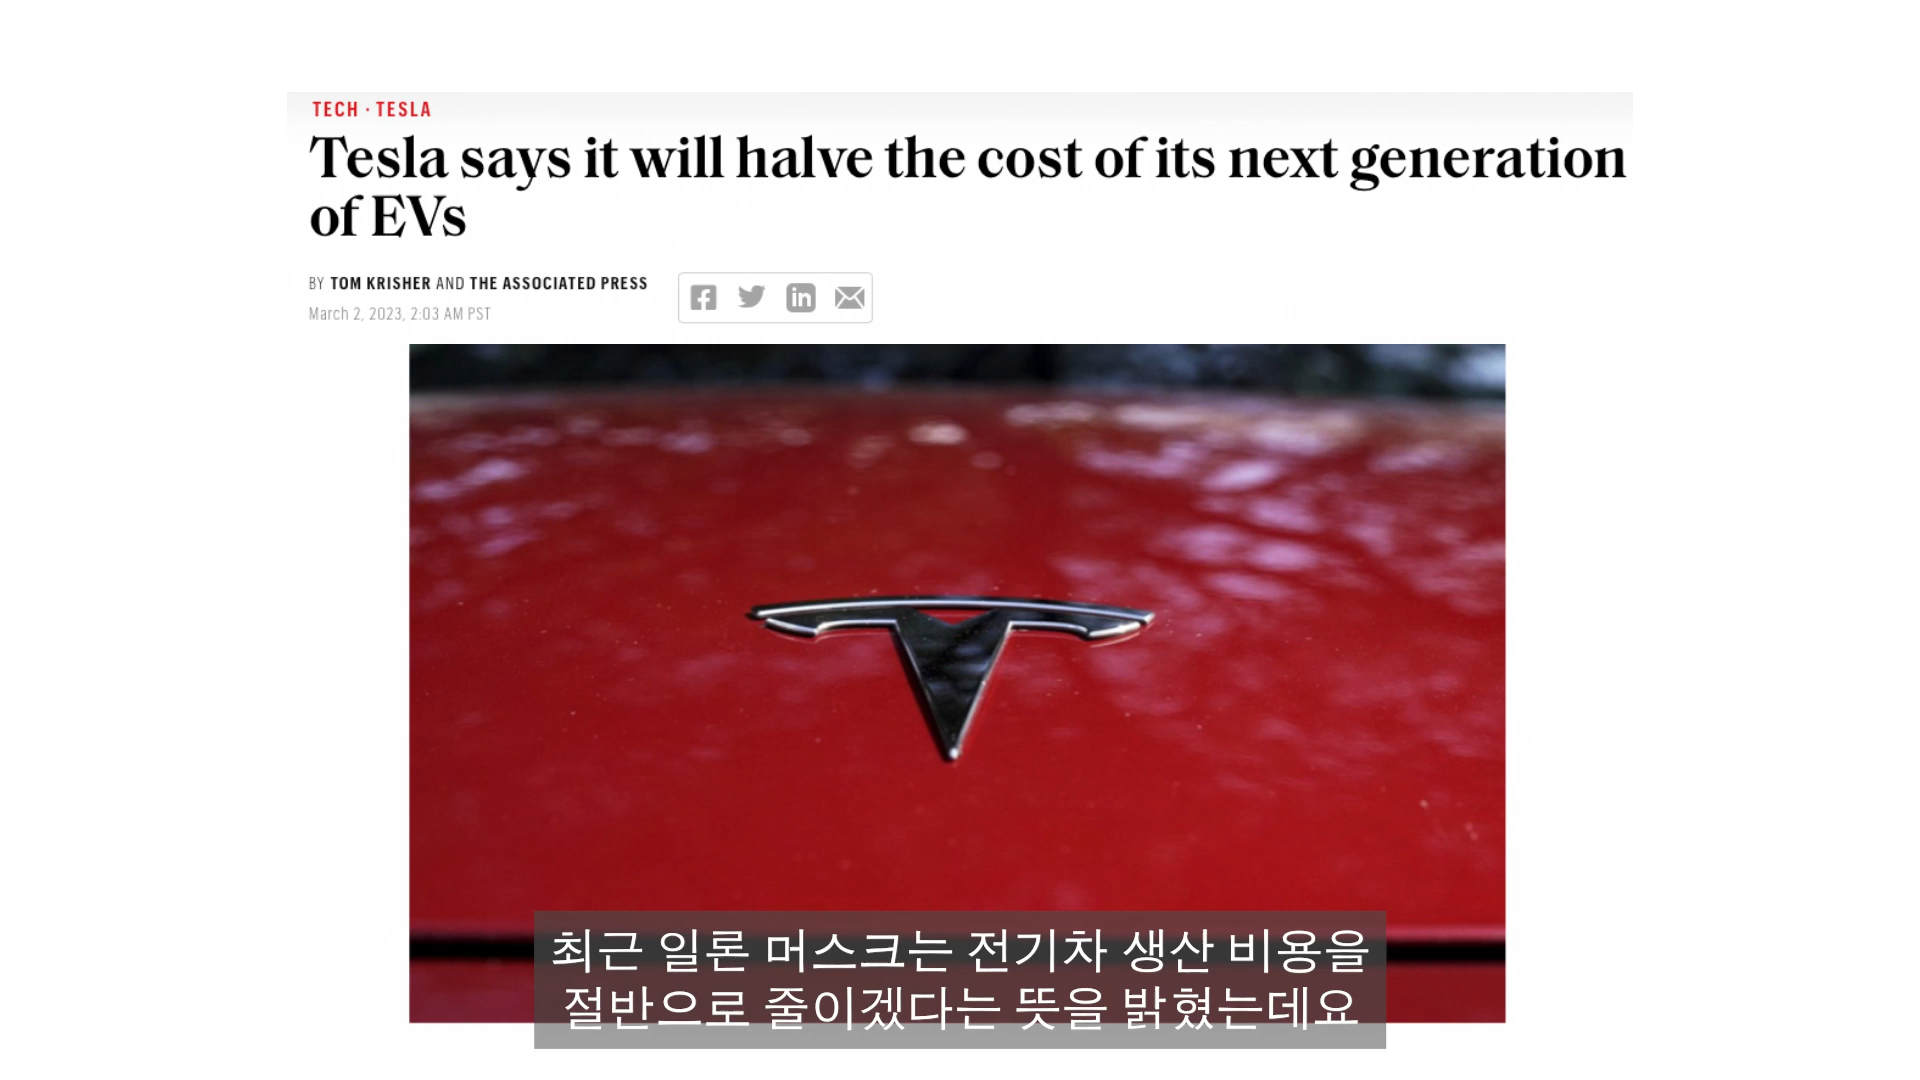 TECH · TESLA
Tesla says it will halve the cost of its next generation
of EVs
BY TOM KRISHER AND THE ASSOCIATED PRESS
March 2, 2023, 2:03 AM PST
최근 일론 머스크는 전기차 생산 비용을
절반으로 줄이겠다는 뜻을 밝혔는데요